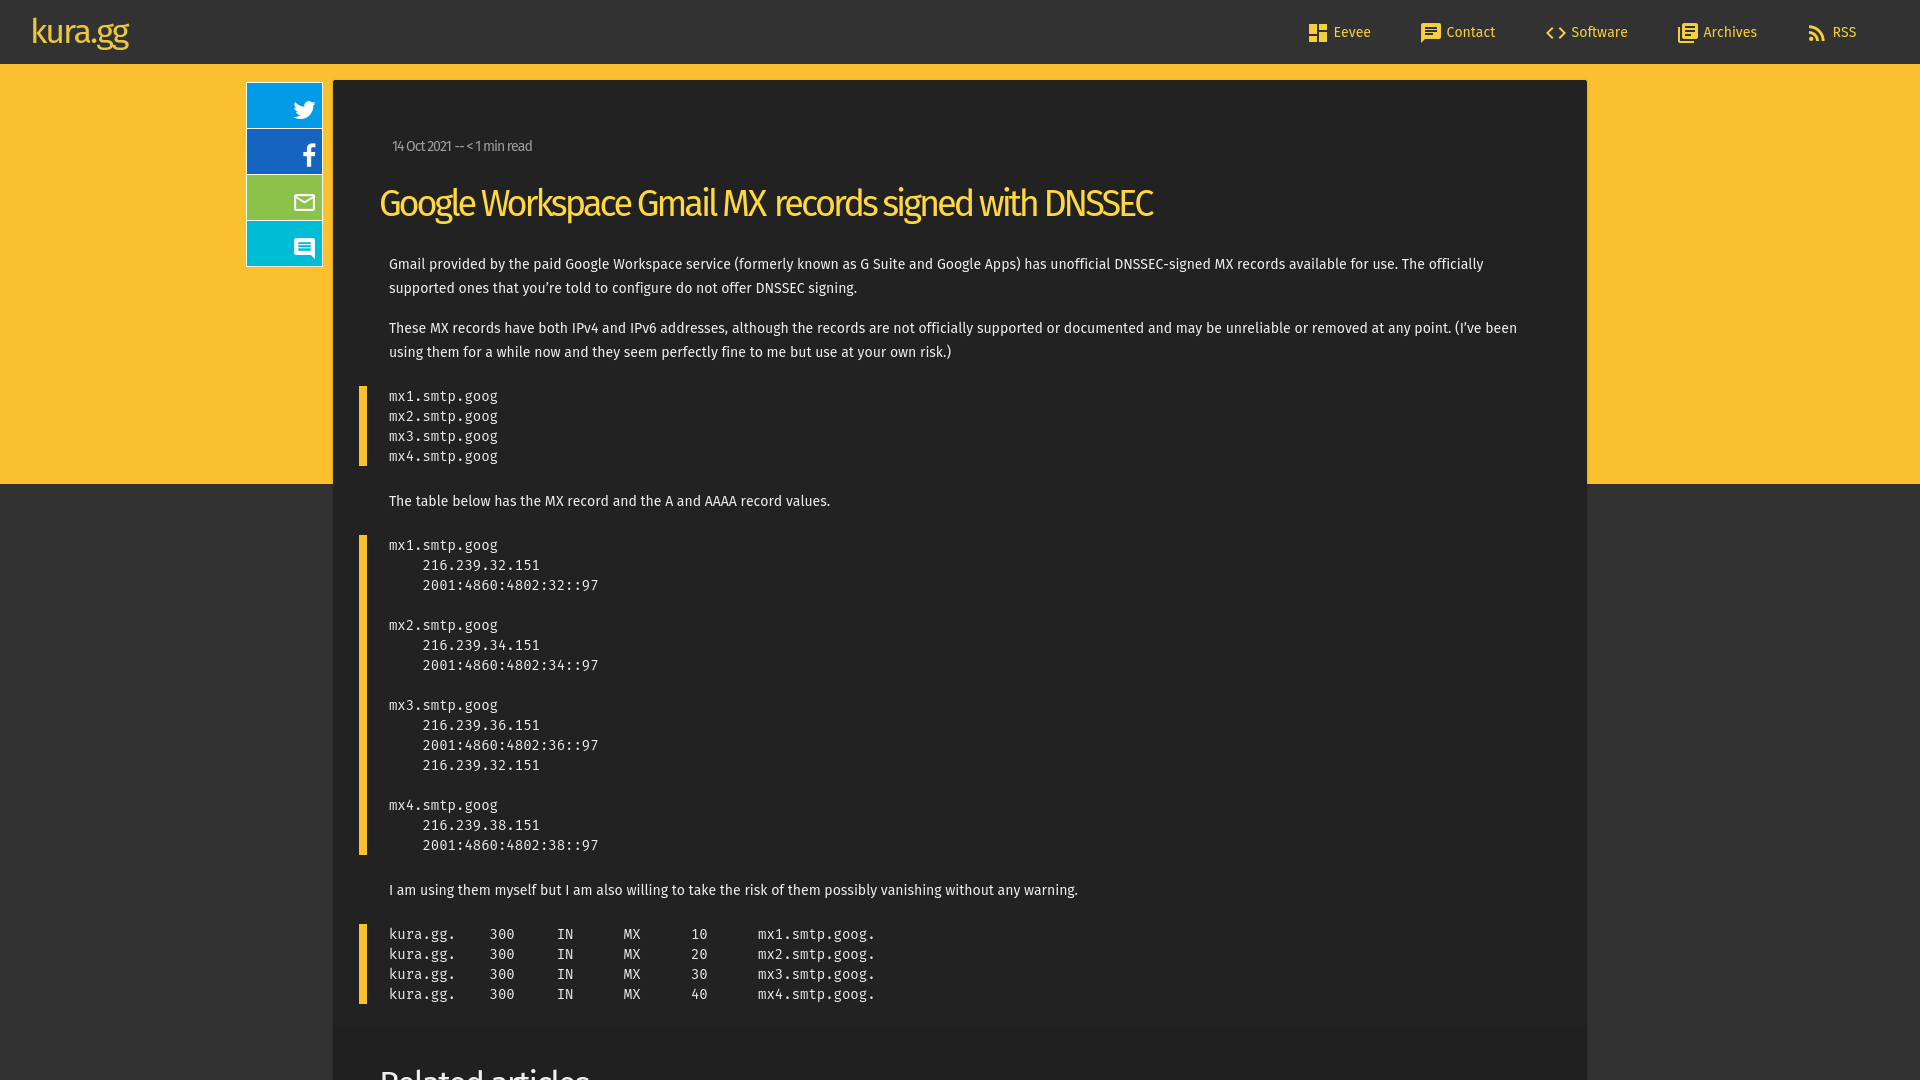 kura.gg
Eevee
Contact
Software
Archives
RSS
14 Oct 2021 -- < 1 min read
Google Workspace Gmail MX records signed with DNSSEC
Gmail provided by the paid Google Workspace service (formerly known as G Suite and Google Apps) has unofficial DNSSEC-signed MX records available for use. The officially
supported ones that you’re told to configure do not offer DNSSEC signing.
These MX records have both IPv4 and IPv6 addresses, although the records are not officially supported or documented and may be unreliable or removed at any point. (I’ve been
using them for a while now and they seem perfectly fine to me but use at your own risk.)
mx1.smtp.goog
mx2.smtp.goog
mx3.smtp.goog
mx4.smtp.goog
The table below has the MX record and the A and AAAA record values.
mx1.smtp.goog
216.239.32.151
2001:4860:4802:32::97
mx2.smtp.goog
216.239.34.151
2001:4860:4802:34::97
mx3.smtp.goog
216.239.36.151
2001:4860:4802:36::97
216.239.32.151
mx4.smtp.goog
216.239.38.151
2001:4860:4802:38::97
I am using them myself but I am also willing to take the risk of them possibly vanishing without any warning.
kura.gg. 300 IN MX 10 mx1.smtp.goog.
kura.gg. 300 IN MX 20 mx2.smtp.goog.
kura.gg. 300 IN MX 30 mx3.smtp.goog.
kura.gg. 300 IN MX 40 mx4.smtp.goog.
Related articles